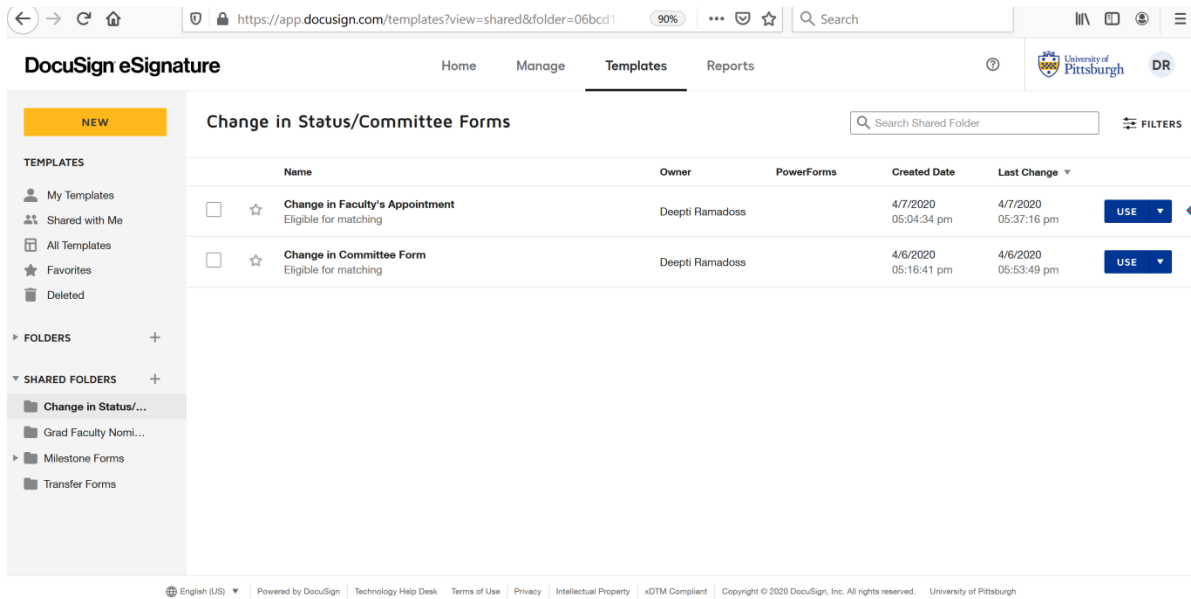 https://app.docusign.com/templates?view=shared&folder=06bcd1
90%
Search
DocuSign eSignature
Home
Manage
Templates
Reports
University of
Pittsburgh
DR
NEW
Change in Status/Committee Forms
Search Shared Folder
FILTERS
TEMPLATES
My Templates
Shared with Me
All Templates
Favorites
Deleted
FOLDERS
SHARED FOLDERS
Change in Status/...
Grad Faculty Nomi...
Milestone Forms
Transfer Forms
Name Owner PowerForms Created Date Last Change
Change in Faculty's Appointment Deepti Ramadoss 4/7/2020 4/7/2020 USE
Eligible for matching 05:04:34 pm 05:37:16 pm
Change in Committee Form Deepti Ramadoss 4/6/2020 4/6/2020 USE
Eligible for matching 05:16:41 pm 05:53:49 pm
English (US) Powered by DocuSign Technology Help Desk Terms of Use Privacy Intellectual Property xDTM Compliant Copyright © 2020 DocuSign, Inc. All rights reserved. University of Pittsburgh